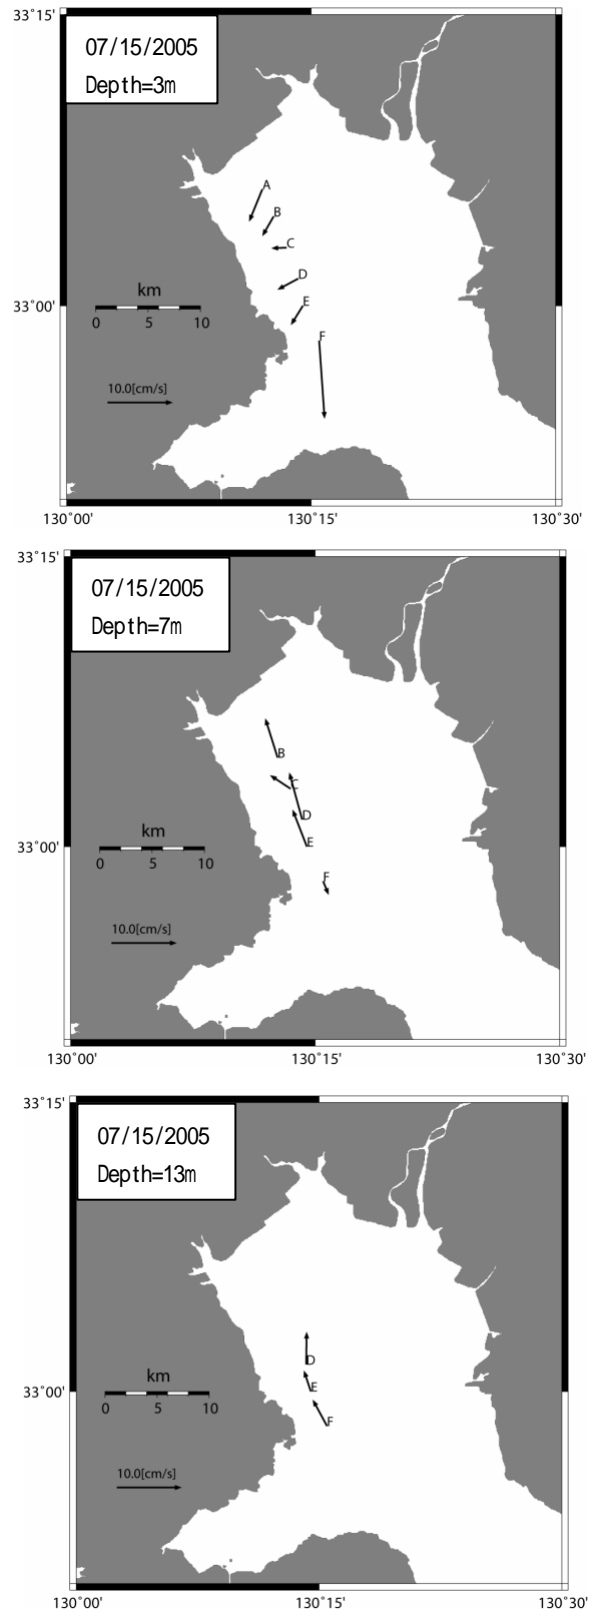 33°15'
07/15/2005
Depth=3m
A
B
C
D
E
F
km
0 5 10
33°00'
10.0[cm/s]
130°00' 130°15' 130°30'
33°15'
07/15/2005
Depth=7m
B
C
D
E
F
km
0 5 10
33°00'
10.0[cm/s]
130°00' 130°15' 130°30'
33°15'
07/15/2005
Depth=13m
D
E
F
km
0 5 10
33°00'
10.0[cm/s]
130°00' 130°15' 130°30'